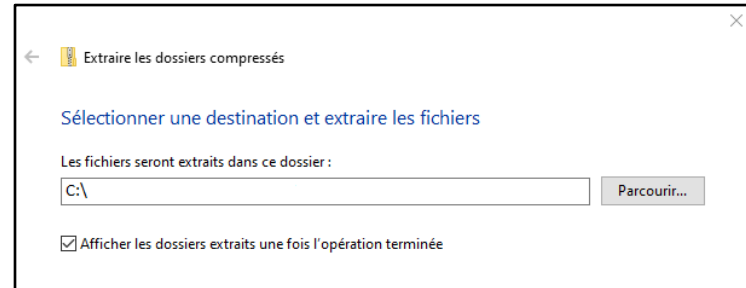 Extraire les dossiers compressés
Sélectionner une destination et extraire les fichiers
Les fichiers seront extraits dans ce dossier :
C:\
Parcourir...
Afficher les dossiers extraits une fois l'opération terminée